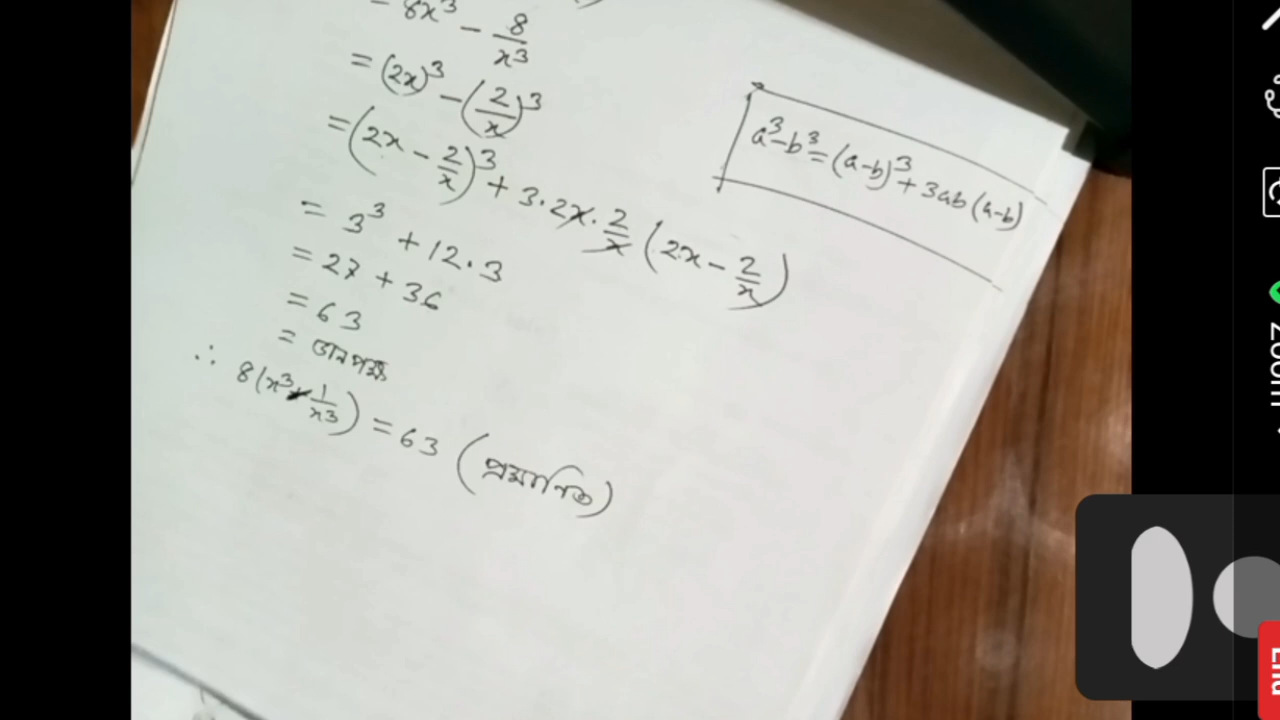 = 8x³ - 8/x³
= (2x)³ - (2/x)³
= (2x - 2/x)³ + 3·2x·2/x (2x - 2/x)
= 3³ + 12·3
= 27 + 36
= 63
= ডানপক্ষ
∴ 8(x³ - 1/x³) = 63 (প্রমাণিত)
a³-b³ = (a-b)³ + 3ab(a-b)